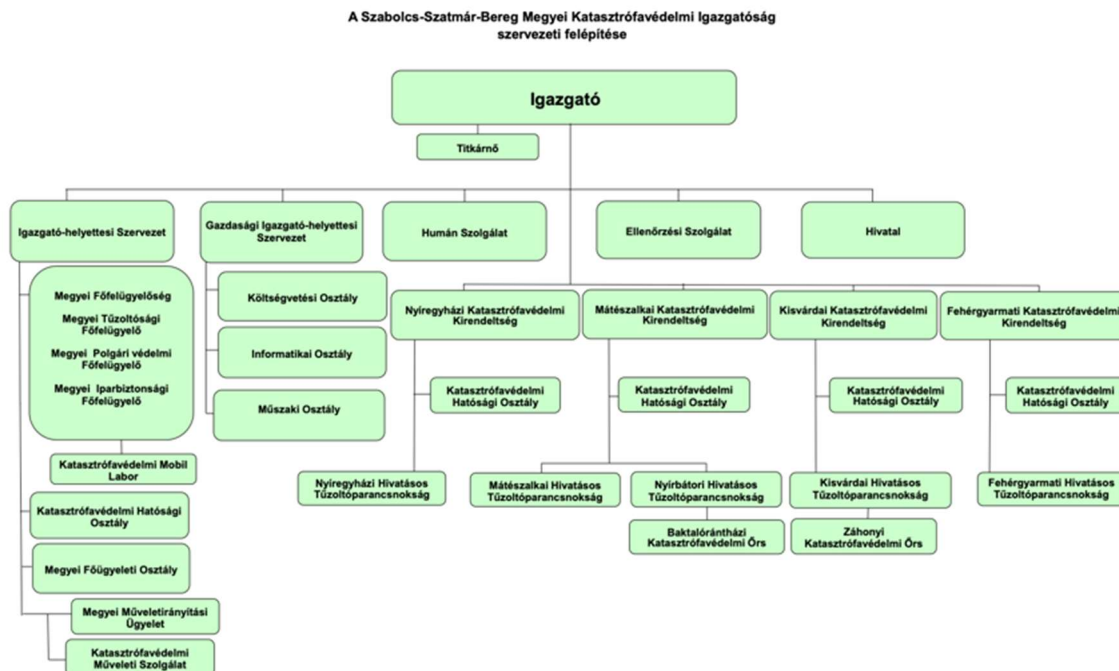 A Szabolcs-Szatmár-Bereg Megyei Katasztrófavédelmi Igazgatóság
szervezeti felépítése
Igazgató
Titkárnő
Igazgató-helyettesi Szervezet
Gazdasági Igazgató-helyettesi
Szervezet
Humán Szolgálat
Ellenőrzési Szolgálat
Hivatal
Megyei Főfelügyelőség
Megyei Tűzoltósági
Főfelügyelő
Megyei Polgári védelmi
Főfelügyelő
Megyei Iparbiztonsági
Főfelügyelő
Katasztrófavédelmi Mobil
Labor
Katasztrófavédelmi Hatósági
Osztály
Megyei Főügyeleti Osztály
Megyei Műveletirányítási
Ügyelet
Katasztrófavédelmi
Műveleti Szolgálat
Költségvetési Osztály
Informatikai Osztály
Műszaki Osztály
Nyíregyházi Katasztrófavédelmi
Kirendeltség
Katasztrófavédelmi
Hatósági Osztály
Nyíregyházi Hivatásos
Tűzoltóparancsnokság
Mátészalkai Katasztrófavédelmi
Kirendeltség
Katasztrófavédelmi
Hatósági Osztály
Mátészalkai Hivatásos
Tűzoltóparancsnokság
Nyírbátori Hivatásos
Tűzoltóparancsnokság
Baktalórántházi
Katasztrófavédelmi Őrs
Kisvárdai Katasztrófavédelmi
Kirendeltség
Katasztrófavédelmi
Hatósági Osztály
Kisvárdai Hivatásos
Tűzoltóparancsnokság
Záhonyi
Katasztrófavédelmi Őrs
Fehérgyarmati Katasztrófavédelmi
Kirendeltség
Katasztrófavédelmi
Hatósági Osztály
Fehérgyarmati Hivatásos
Tűzoltóparancsnokság